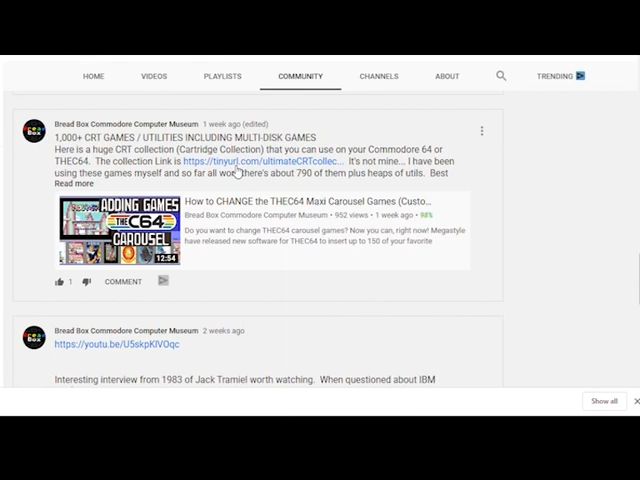 HOME VIDEOS PLAYLISTS COMMUNITY CHANNELS ABOUT TRENDING
Bread Box Commodore Computer Museum 1 week ago (edited)
1,000+ CRT GAMES / UTILITIES INCLUDING MULTI-DISK GAMES
Here is a huge CRT collection (Cartridge Collection) that you can use on your Commodore 64 or
THEC64. The collection Link is https://tinyurl.com/ultimateCRTcollec... It's not mine... I have been
using these games myself and so far all there's about 790 of them plus heaps of utils. Best
Read more
ADDING GAMES
THEC64
CAROUSEL
12:54
How to CHANGE the THEC64 Maxi Carousel Games (Custo...
Bread Box Commodore Computer Museum • 952 views • 1 week ago • 98%
Do you want to change THEC64 carousel games? Now you can, right now! Megastyle
have released new software for THEC64 to insert up to 150 of your favorite
1 COMMENT
Bread Box Commodore Computer Museum 2 weeks ago
https://youtu.be/U5skpKIVOqc
Interesting interview from 1983 of Jack Tramiel worth watching. When questioned about IBM
Show all